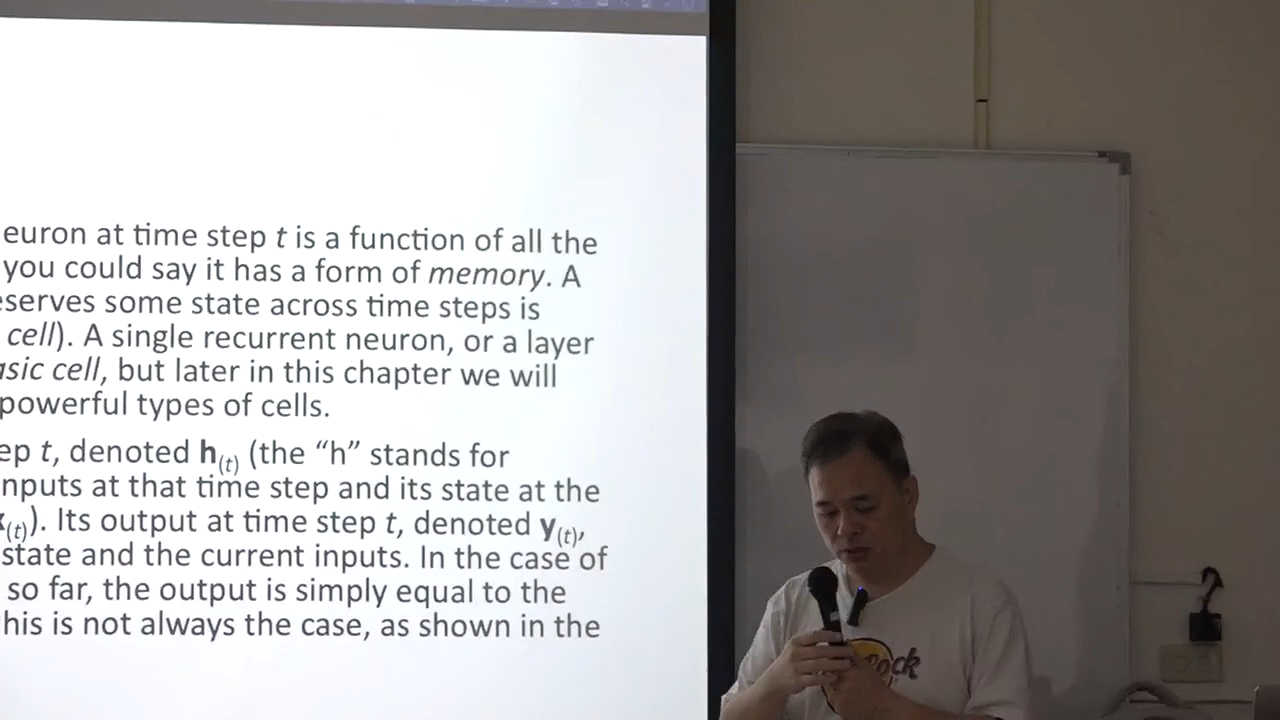 euron at time step t is a function of all the
you could say it has a form of memory. A
serves some state across time steps is
cell). A single recurrent neuron, or a layer
sic cell, but later in this chapter we will
powerful types of cells.
ep t, denoted h(t) (the “h” stands for
nputs at that time step and its state at the
x(t)). Its output at time step t, denoted y(t),
state and the current inputs. In the case of
so far, the output is simply equal to the
his is not always the case, as shown in the
Rock